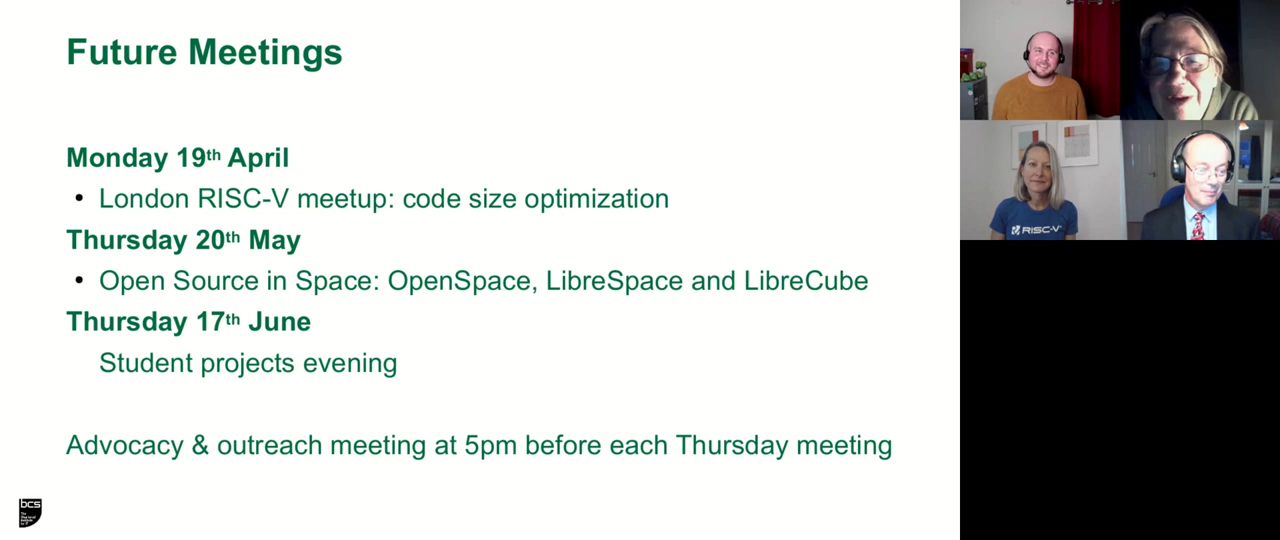 Future Meetings
Monday 19th April
• London RISC-V meetup: code size optimization
Thursday 20th May
• Open Source in Space: OpenSpace, LibreSpace and LibreCube
Thursday 17th June
Student projects evening
Advocacy & outreach meeting at 5pm before each Thursday meeting
bcs
RISC-V